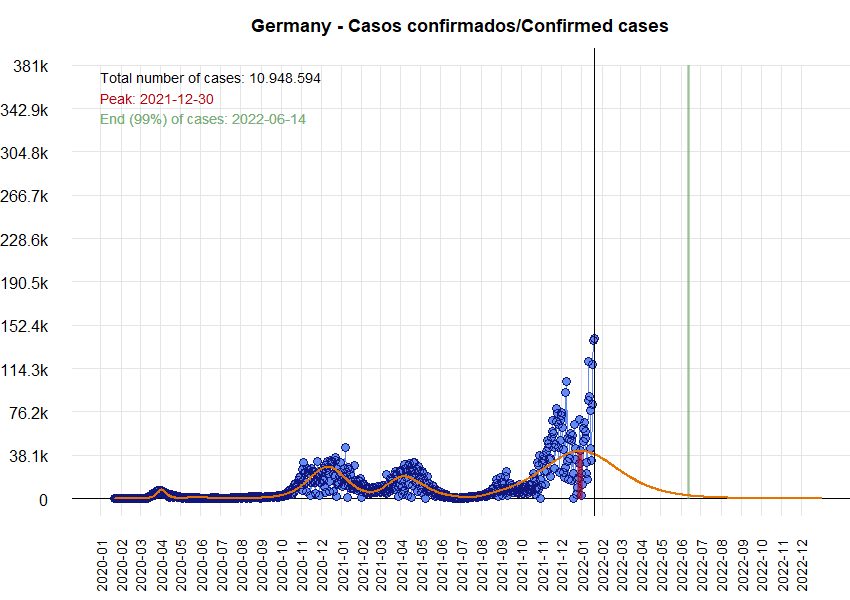 Germany - Casos confirmados/Confirmed cases
381k
Total number of cases: 10.948.594
Peak: 2021-12-30
End (99%) of cases: 2022-06-14
342.9k
304.8k
266.7k
228.6k
190.5k
152.4k
114.3k
76.2k
38.1k
0
2020-01
2020-02
2020-03
2020-04
2020-05
2020-06
2020-07
2020-08
2020-09
2020-10
2020-11
2020-12
2021-01
2021-02
2021-03
2021-04
2021-05
2021-06
2021-07
2021-08
2021-09
2021-10
2021-11
2021-12
2022-01
2022-02
2022-03
2022-04
2022-05
2022-06
2022-07
2022-08
2022-09
2022-10
2022-11
2022-12